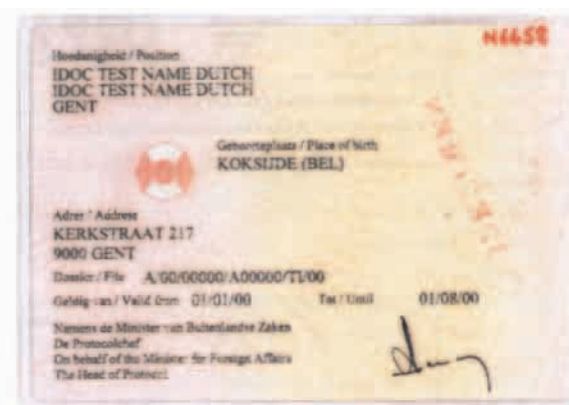 N6658
Hoedanigheid / Position
IDOC TEST NAME DUTCH
IDOC TEST NAME DUTCH
GENT
Geboorteplaats / Place of birth
KOKSIJDE (BEL)
Adres / Address
KERKSTRAAT 217
9000 GENT
Dossier / File A/00/00000/A00000/TI/00
Geldig van / Valid from 01/01/00 Tot / Until 01/08/00
Namens de Minister van Buitenlandse Zaken
De Protocolchef
On behalf of the Minister for Foreign Affairs
The Head of Protocol